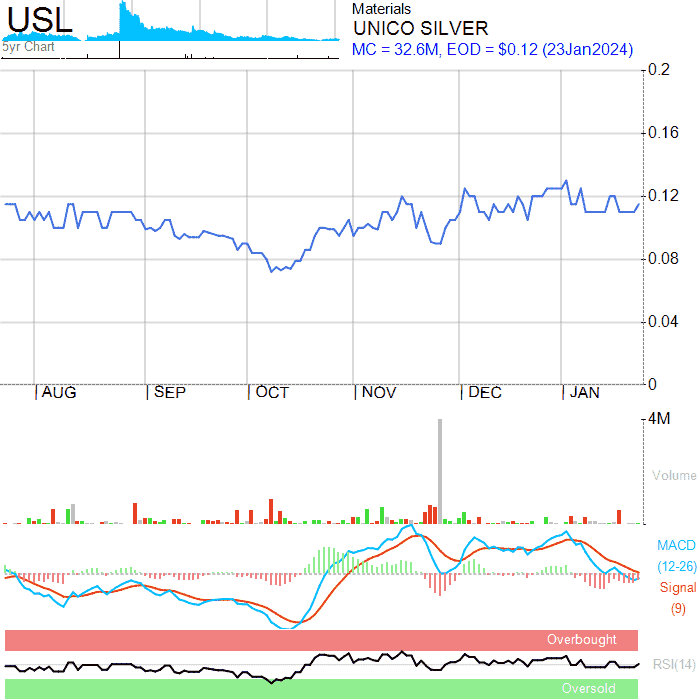 USL
5yr Chart
Materials
UNICO SILVER
MC = 32.6M, EOD = $0.12 (23Jan2024)
0.2
0.16
0.12
0.08
0.04
0
AUG SEP OCT NOV DEC JAN
4M
Volume
MACD
(12-26)
Signal
(9)
Overbought
RSI(14)
Oversold